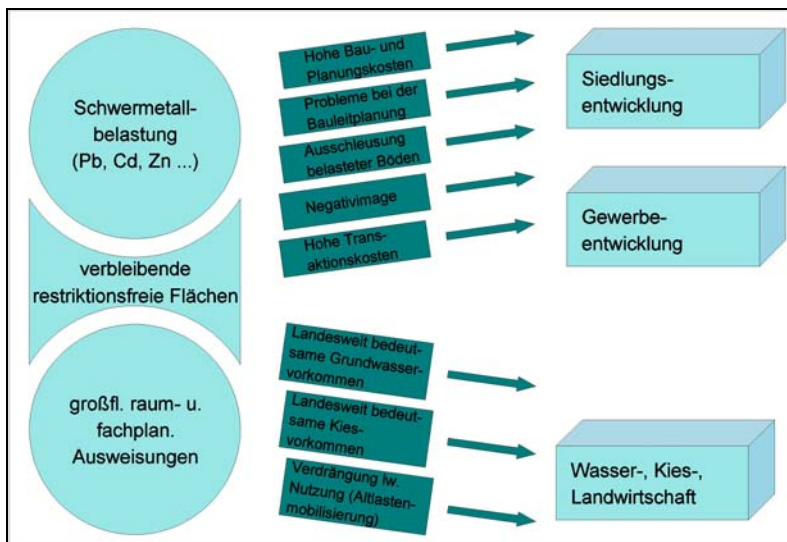 Schwermetall-
belastung
(Pb, Cd, Zn ...)
verbleibende
restriktionsfreie Flächen
großfl. raum- u.
fachplan.
Ausweisungen
Hohe Bau- und
Planungskosten
Probleme bei der
Bauleitplanung
Ausschleusung
belasteter Böden
Negativimage
Hohe Trans-
aktionskosten
Landesweit bedeut-
same Grundwasser-
vorkommen
Landesweit bedeut-
same Kies-
vorkommen
Verdrängung lw.
Nutzung (Altlasten-
mobilisierung)
Siedlungs-
entwicklung
Gewerbe-
entwicklung
Wasser-, Kies-,
Landwirtschaft